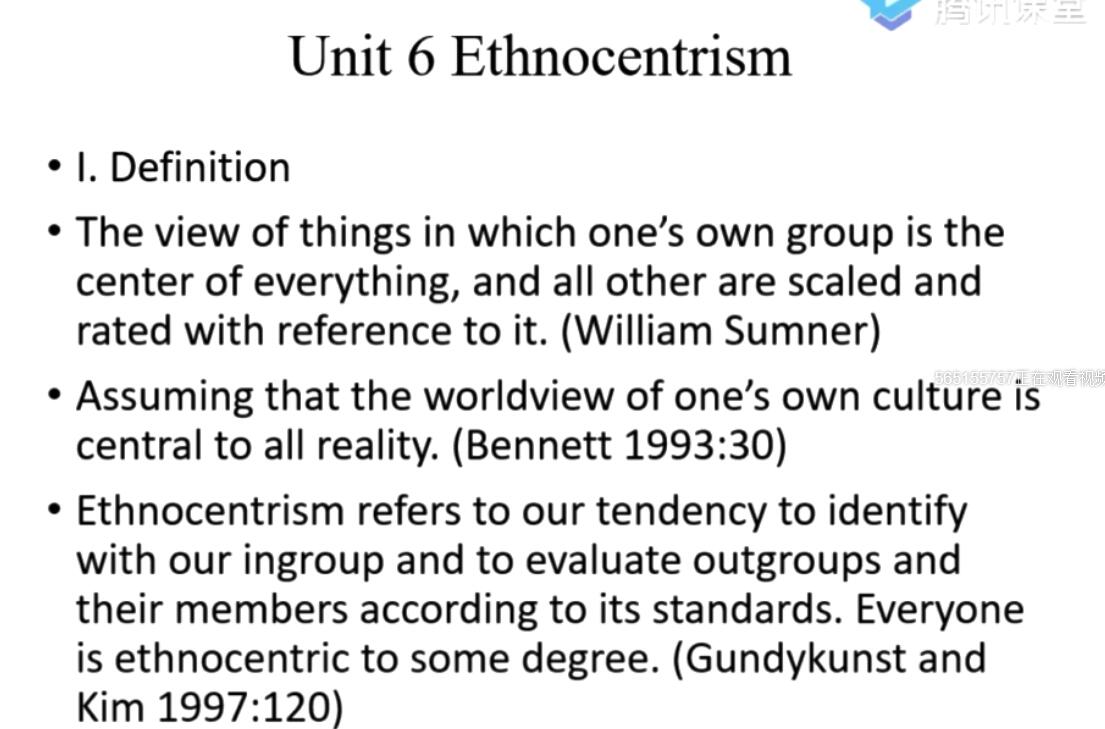 腾讯课堂
Unit 6 Ethnocentrism
• I. Definition
• The view of things in which one's own group is the
center of everything, and all other are scaled and
rated with reference to it. (William Sumner)
565155757正在观看视频
• Assuming that the worldview of one's own culture is
central to all reality. (Bennett 1993:30)
• Ethnocentrism refers to our tendency to identify
with our ingroup and to evaluate outgroups and
their members according to its standards. Everyone
is ethnocentric to some degree. (Gundykunst and
Kim 1997:120)